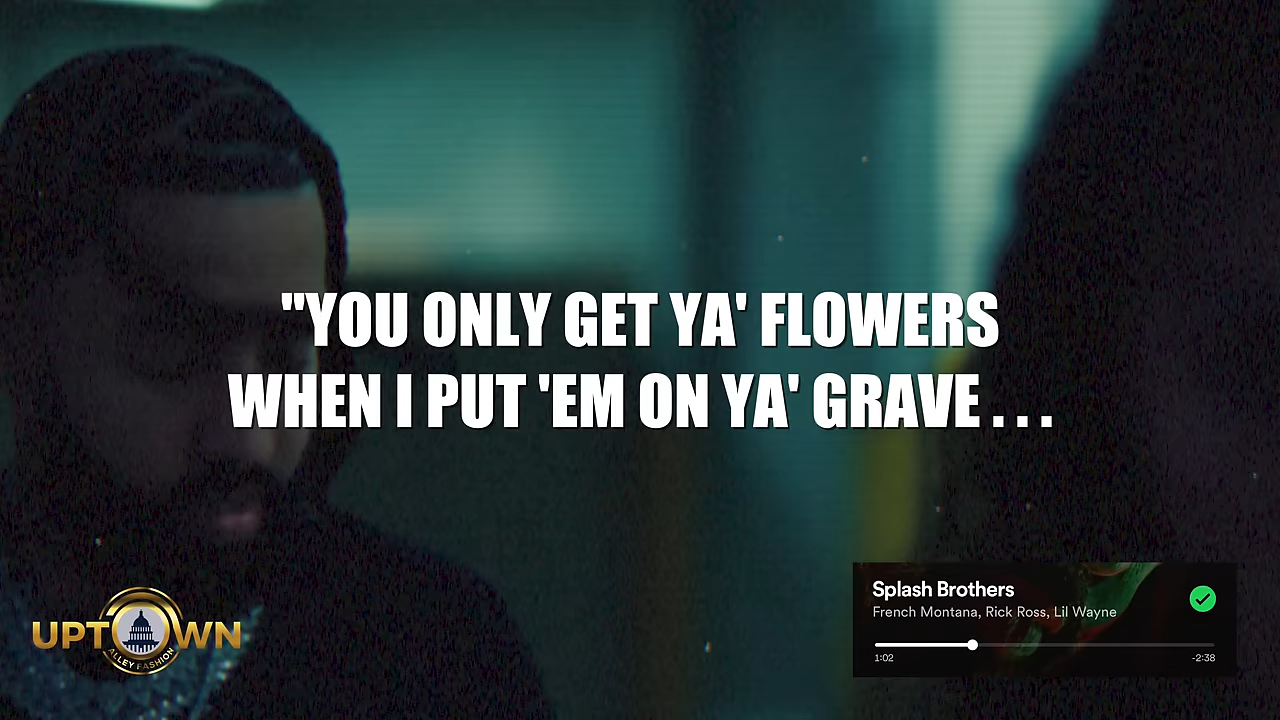 "YOU ONLY GET YA' FLOWERS
WHEN I PUT 'EM ON YA' GRAVE . . .
UPTOWN
ALLEY FASHION
Splash Brothers
French Montana, Rick Ross, Lil Wayne
1:02
-2:38